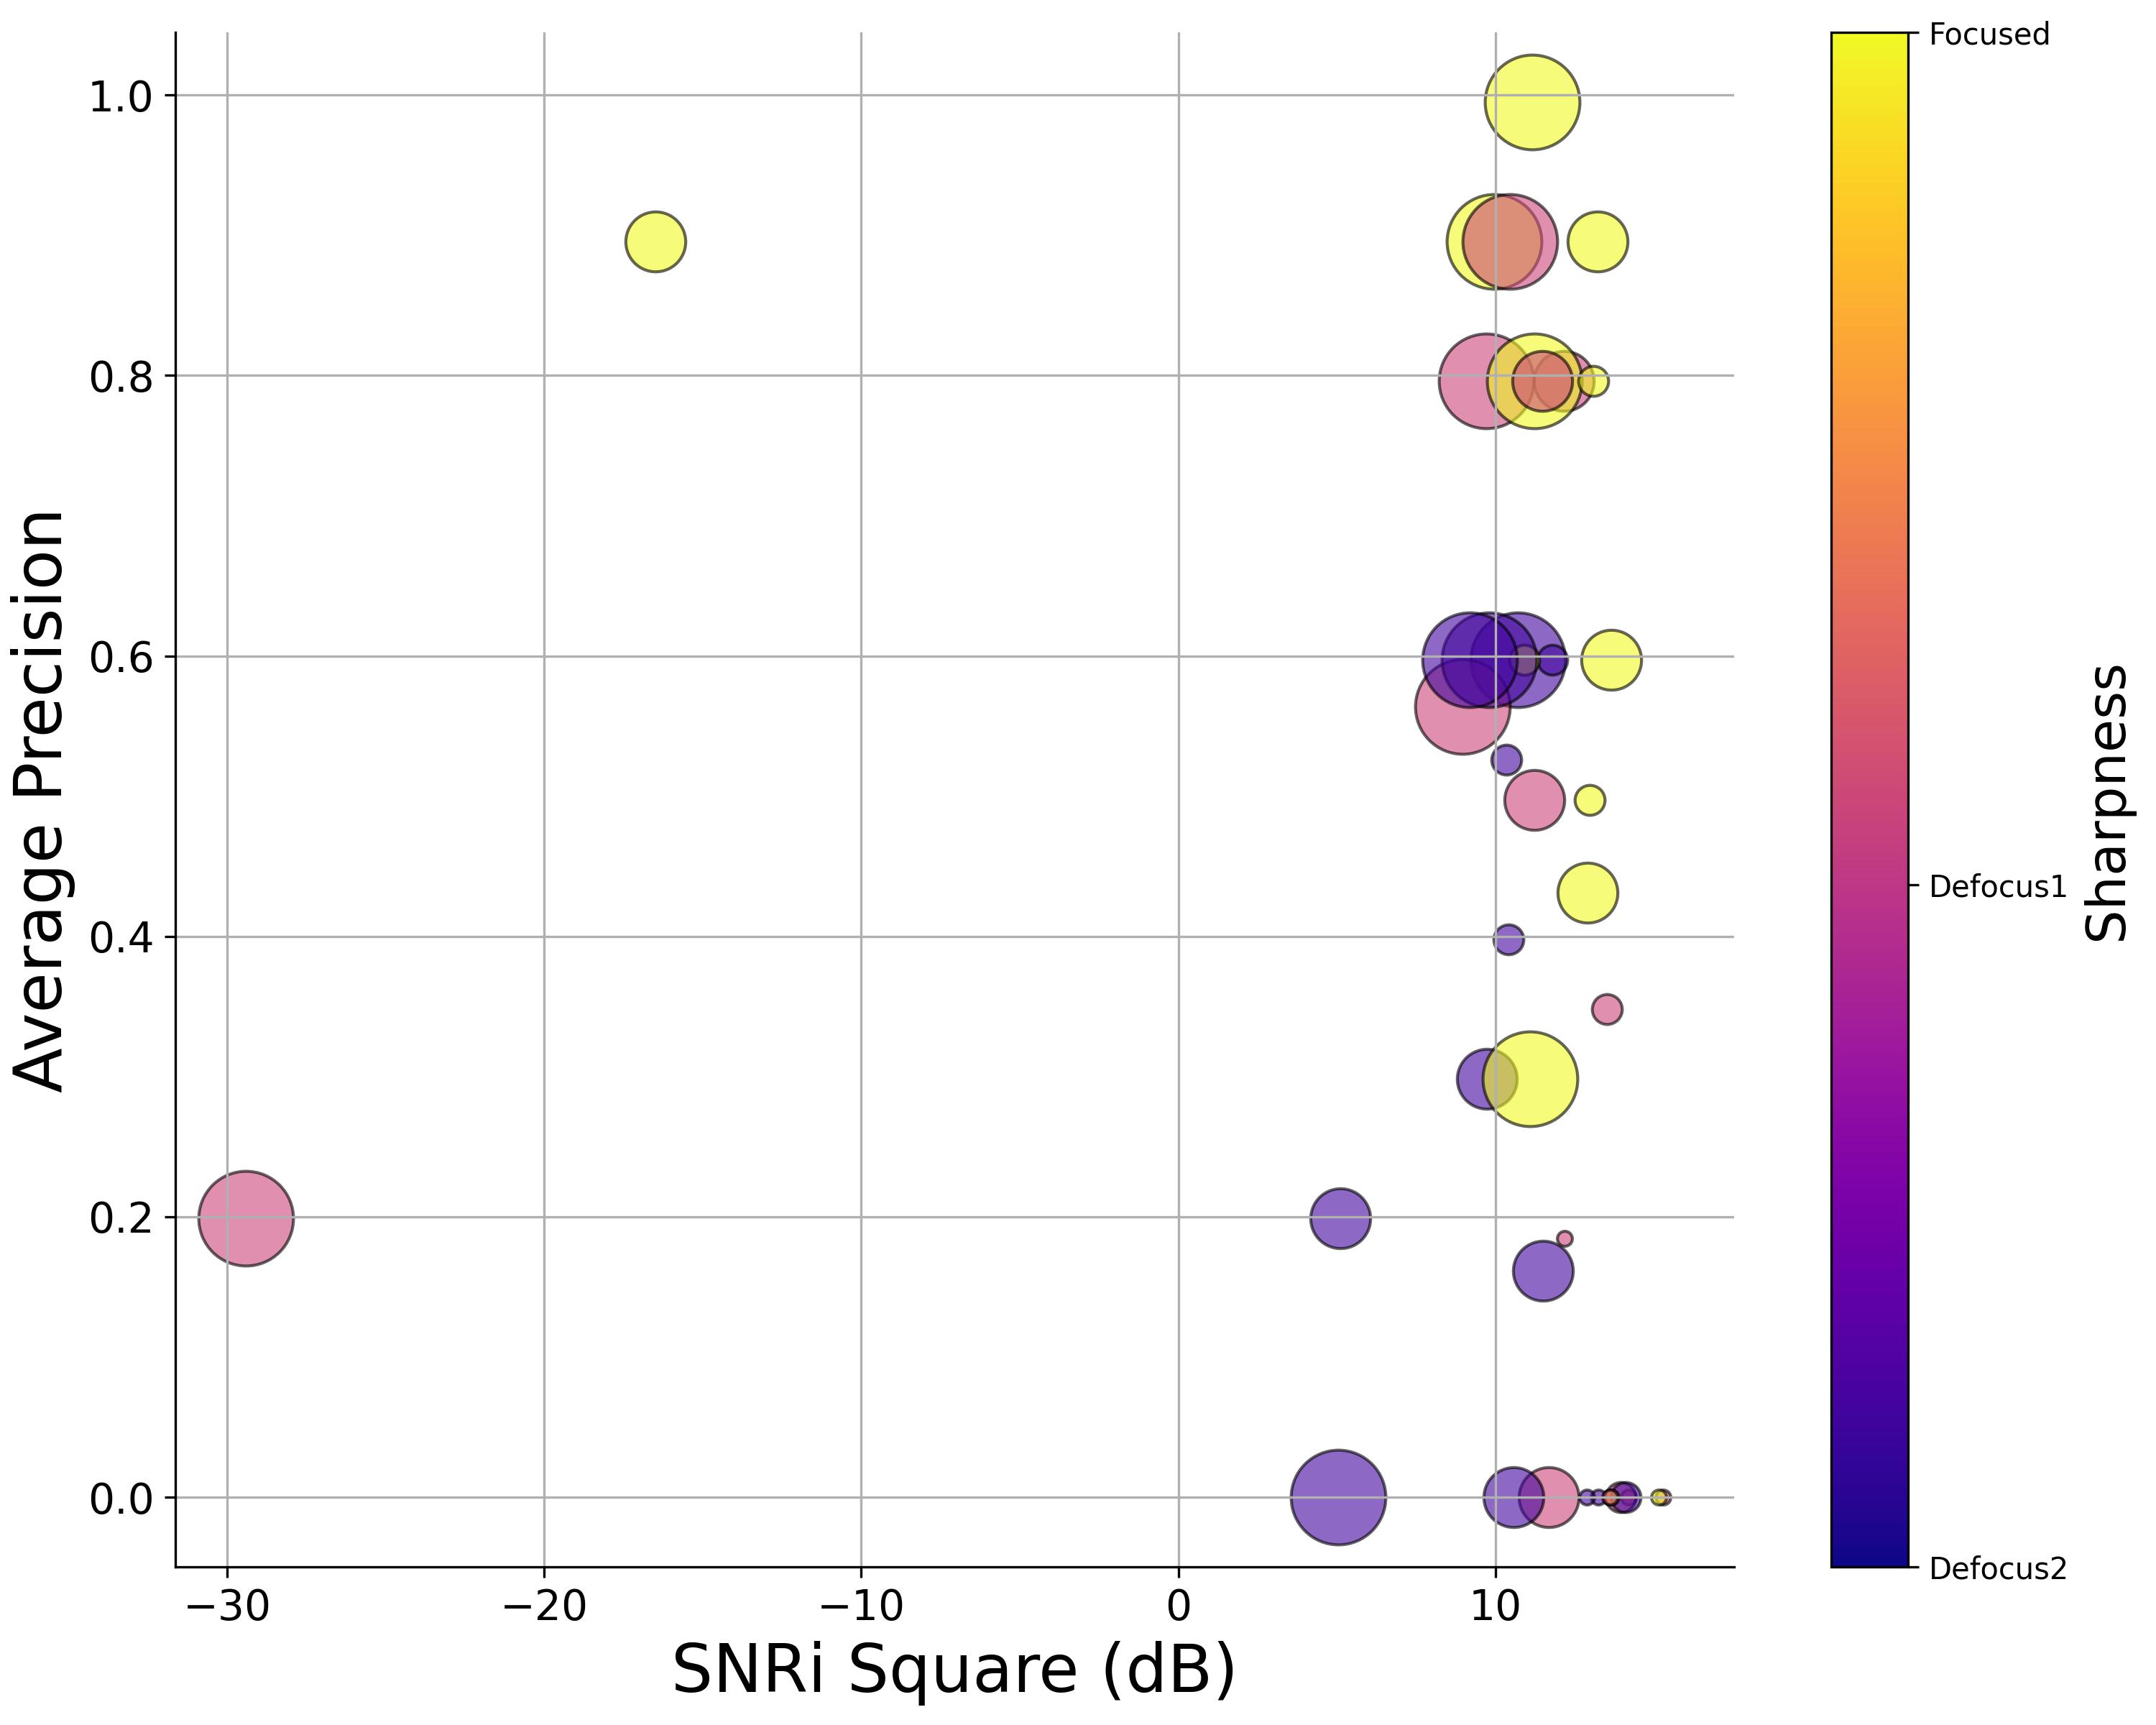 1.0
0.8
0.6
0.4
0.2
0.0
Average Precision
−30
−20
−10
0
10
SNRi Square (dB)
Focused
Defocus1
Defocus2
Sharpness